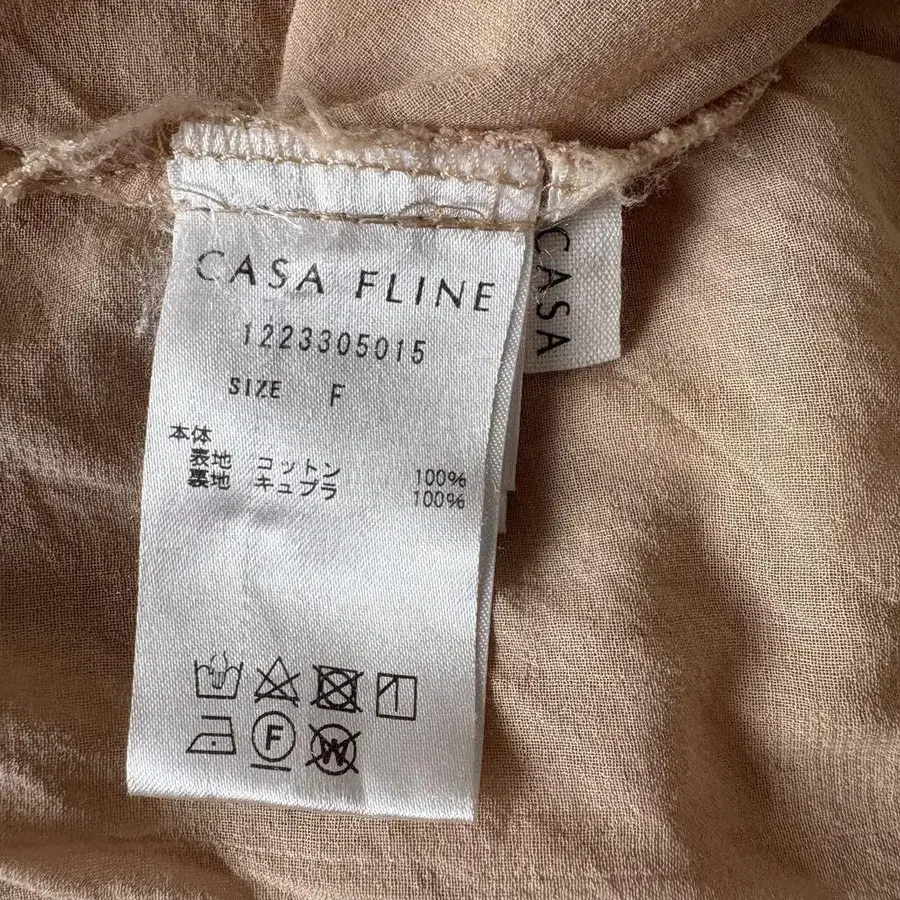 CASA FLINE
1223305015
SIZE F
本体
表地 コットン 100%
裏地 キュプラ 100%
F
W
CASA